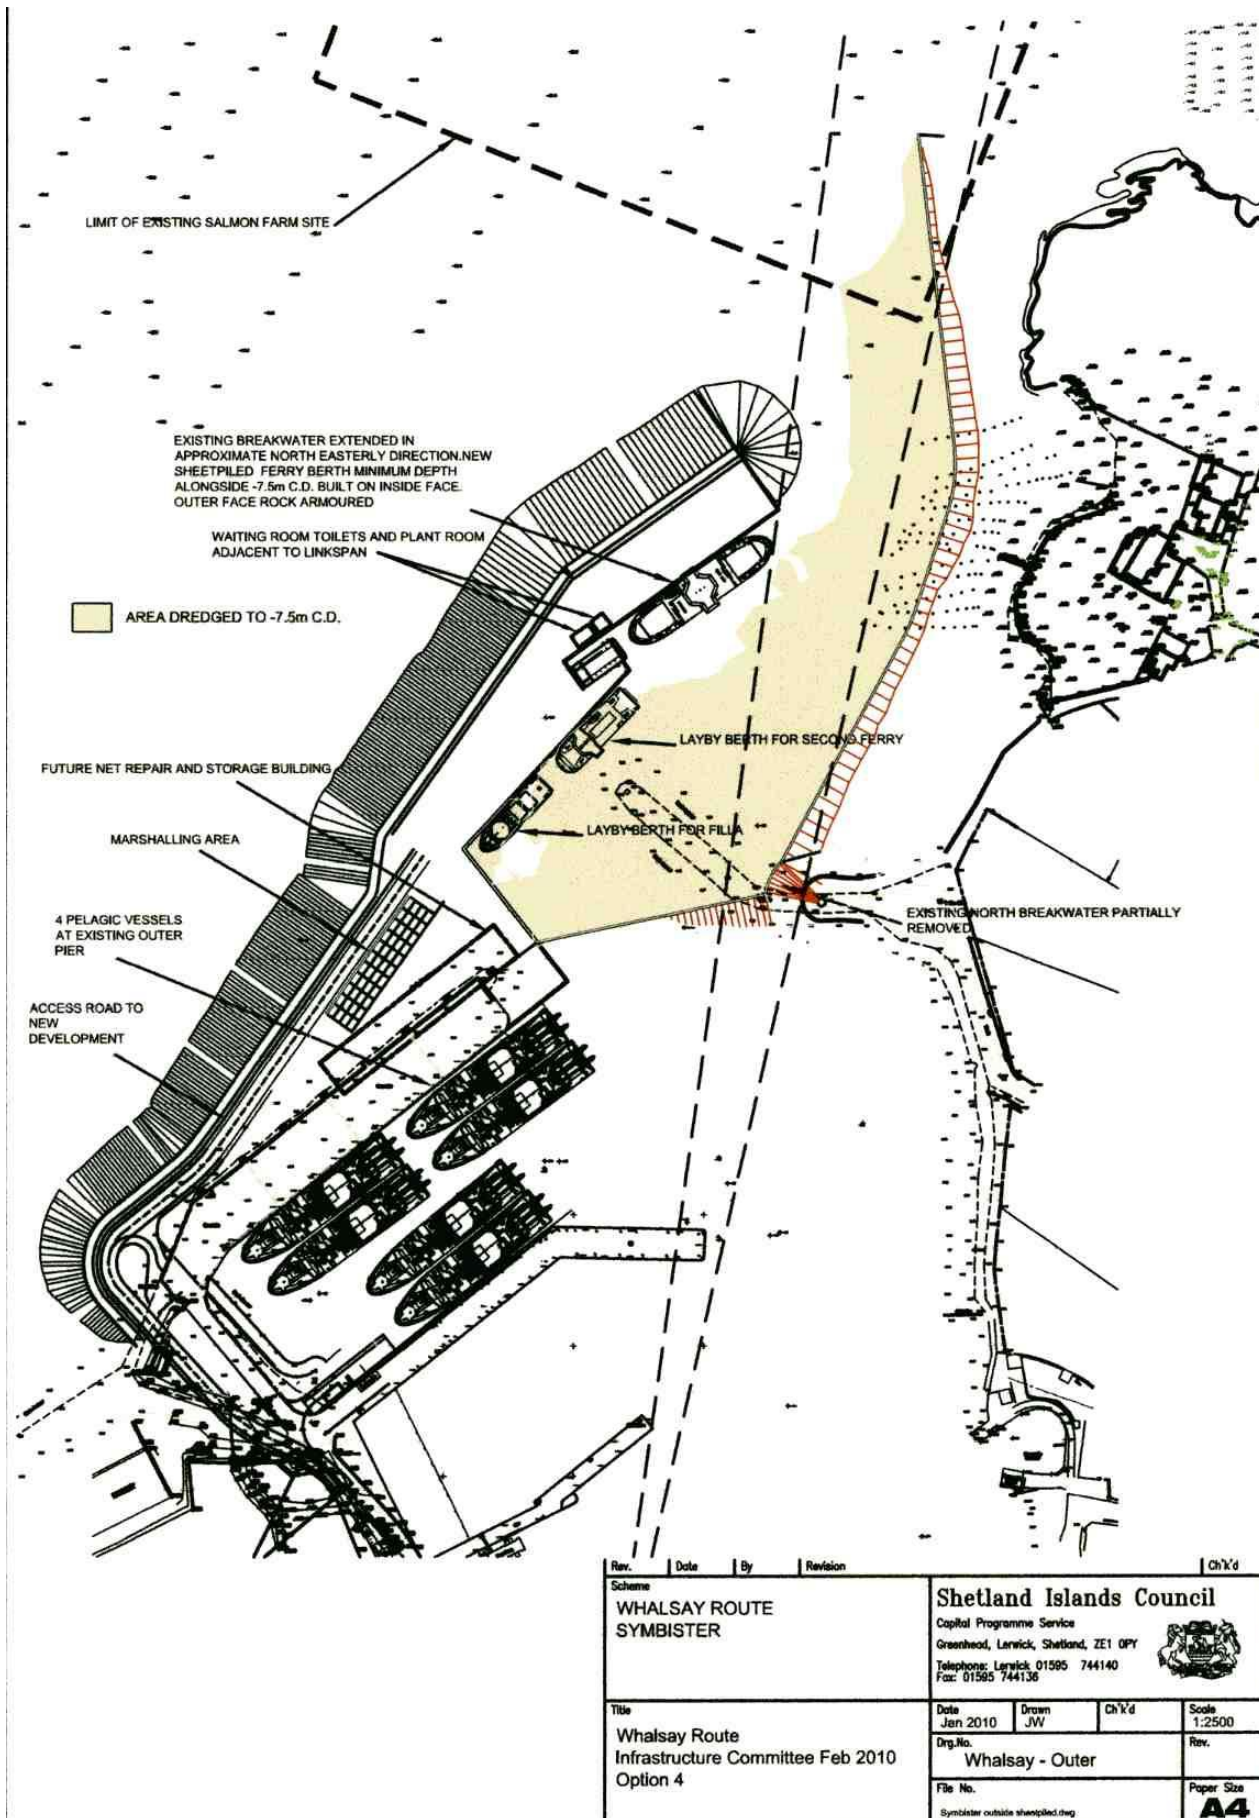 LIMIT OF EXISTING SALMON FARM SITE
EXISTING BREAKWATER EXTENDED IN
APPROXIMATE NORTH EASTERLY DIRECTION.NEW
SHEETPILED FERRY BERTH MINIMUM DEPTH
ALONGSIDE -7.5m C.D. BUILT ON INSIDE FACE.
OUTER FACE ROCK ARMOURED
WAITING ROOM TOILETS AND PLANT ROOM
ADJACENT TO LINKSPAN
AREA DREDGED TO -7.5m C.D.
LAYBY BERTH FOR SECOND FERRY
FUTURE NET REPAIR AND STORAGE BUILDING
LAYBY BERTH FOR FILLA
MARSHALLING AREA
4 PELAGIC VESSELS
AT EXISTING OUTER
PIER
EXISTING NORTH BREAKWATER PARTIALLY
REMOVED
ACCESS ROAD TO
NEW
DEVELOPMENT
Rev. Date By Revision Ch'k'd
Scheme
WHALSAY ROUTE
SYMBISTER
Shetland Islands Council
Capital Programme Service
Greenhead, Lerwick, Shetland, ZE1 0PY
Telephone: Lerwick 01595 744140
Fax: 01595 744136
Title
Whalsay Route
Infrastructure Committee Feb 2010
Option 4
Date Drawn Ch'k'd Scale
Jan 2010 JW 1:2500
Drg.No. Rev.
Whalsay - Outer
File No. Paper Size
Symbister outside sheetpiled.dwg A4